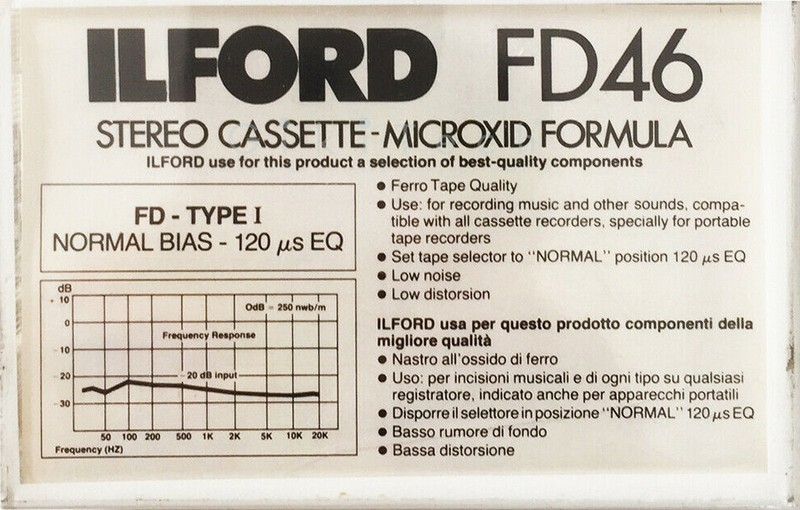 ILFORD FD46
STEREO CASSETTE-MICROXID FORMULA
ILFORD use for this product a selection of best-quality components
FD - TYPE I
NORMAL BIAS - 120 µs EQ
dB
+ 10
0
-10
-20
-30
OdB = 250 nwb/m
Frequency Response
-20 dB input
50 100 200 500 1K 2K 5K 10K 20K
Frequency (HZ)
● Ferro Tape Quality
● Use: for recording music and other sounds, compa-
tible with all cassette recorders, specially for portable
tape recorders
● Set tape selector to "NORMAL" position 120 µs EQ
● Low noise
● Low distorsion
ILFORD usa per questo prodotto componenti della
migliore qualità
● Nastro all'ossido di ferro
● Uso: per incisioni musicali e di ogni tipo su qualsiasi
registratore, indicato anche per apparecchi portatili
● Disporre il selettore in posizione "NORMAL" 120 µs EQ
● Basso rumore di fondo
● Bassa distorsione